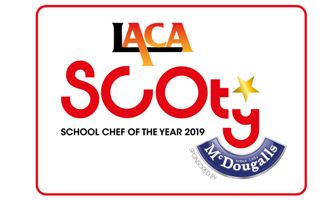 LACA
SCOTY
SCHOOL CHEF OF THE YEAR 2019
SPONSORED BY
McDougalls